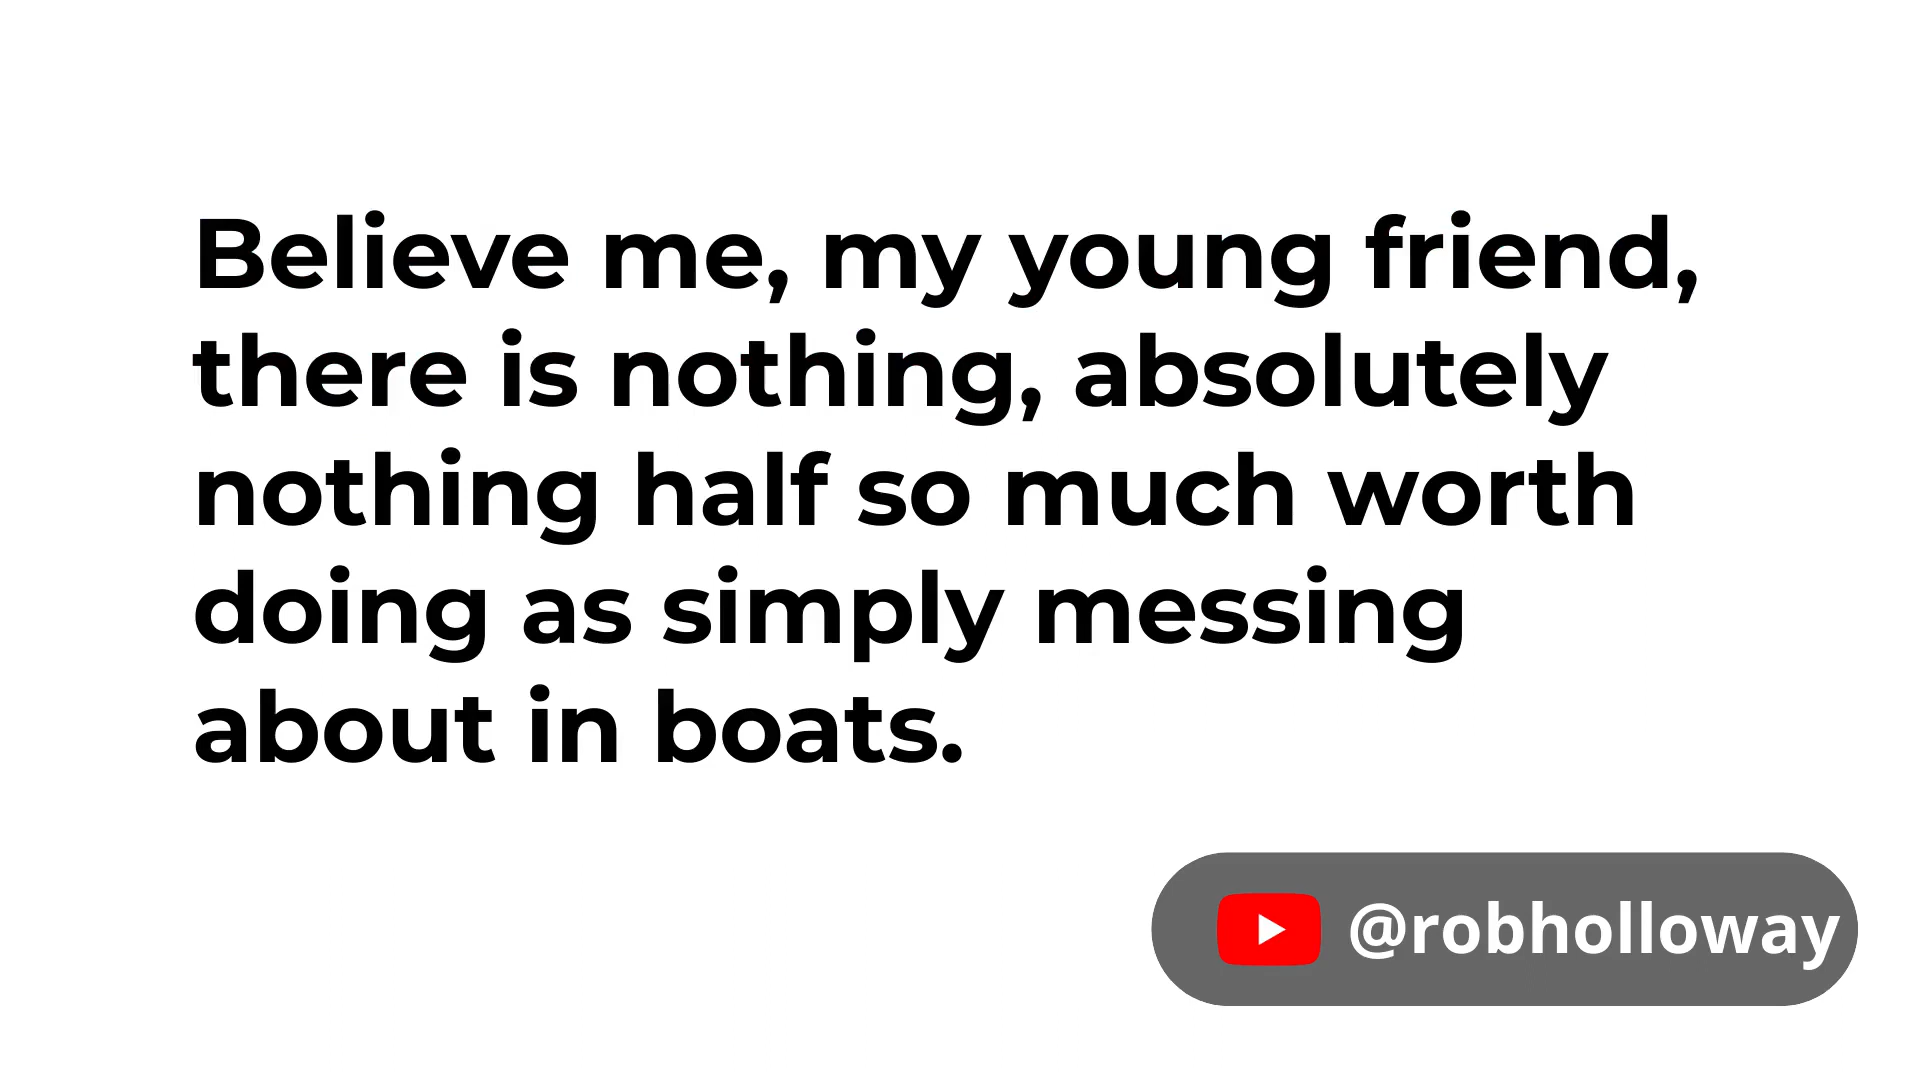 Believe me, my young friend,
there is nothing, absolutely
nothing half so much worth
doing as simply messing
about in boats.
@robholloway